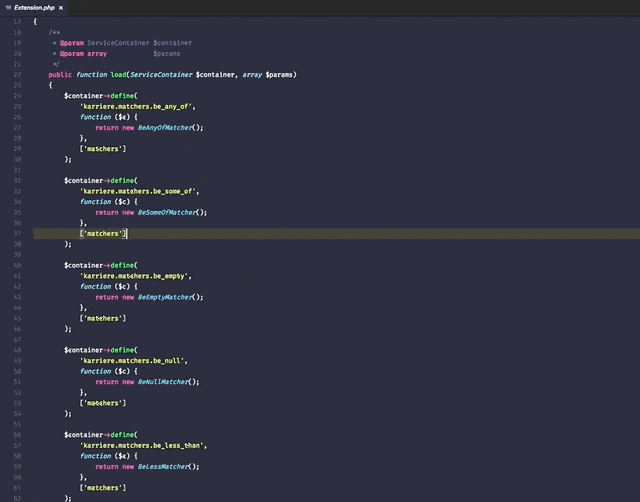 Extension.php ×
17 {
18 /**
19 * @param ServiceContainer $container
20 * @param array $params
21 */
22 public function load(ServiceContainer $container, array $params)
23 {
24 $container->define(
25 'karriere.matchers.be_any_of',
26 function ($c) {
27 return new BeAnyOfMatcher();
28 },
29 ['matchers']
30 );
31
32 $container->define(
33 'karriere.matchers.be_some_of',
34 function ($c) {
35 return new BeSomeOfMatcher();
36 },
37 ['matchers']
38 );
39
40 $container->define(
41 'karriere.matchers.be_empty',
42 function ($c) {
43 return new BeEmptyMatcher();
44 },
45 ['matchers']
46 );
47
48 $container->define(
49 'karriere.matchers.be_null',
50 function ($c) {
51 return new BeNullMatcher();
52 },
53 ['matchers']
54 );
55
56 $container->define(
57 'karriere.matchers.be_less_than',
58 function ($c) {
59 return new BeLessMatcher();
60 },
61 ['matchers']
62 );